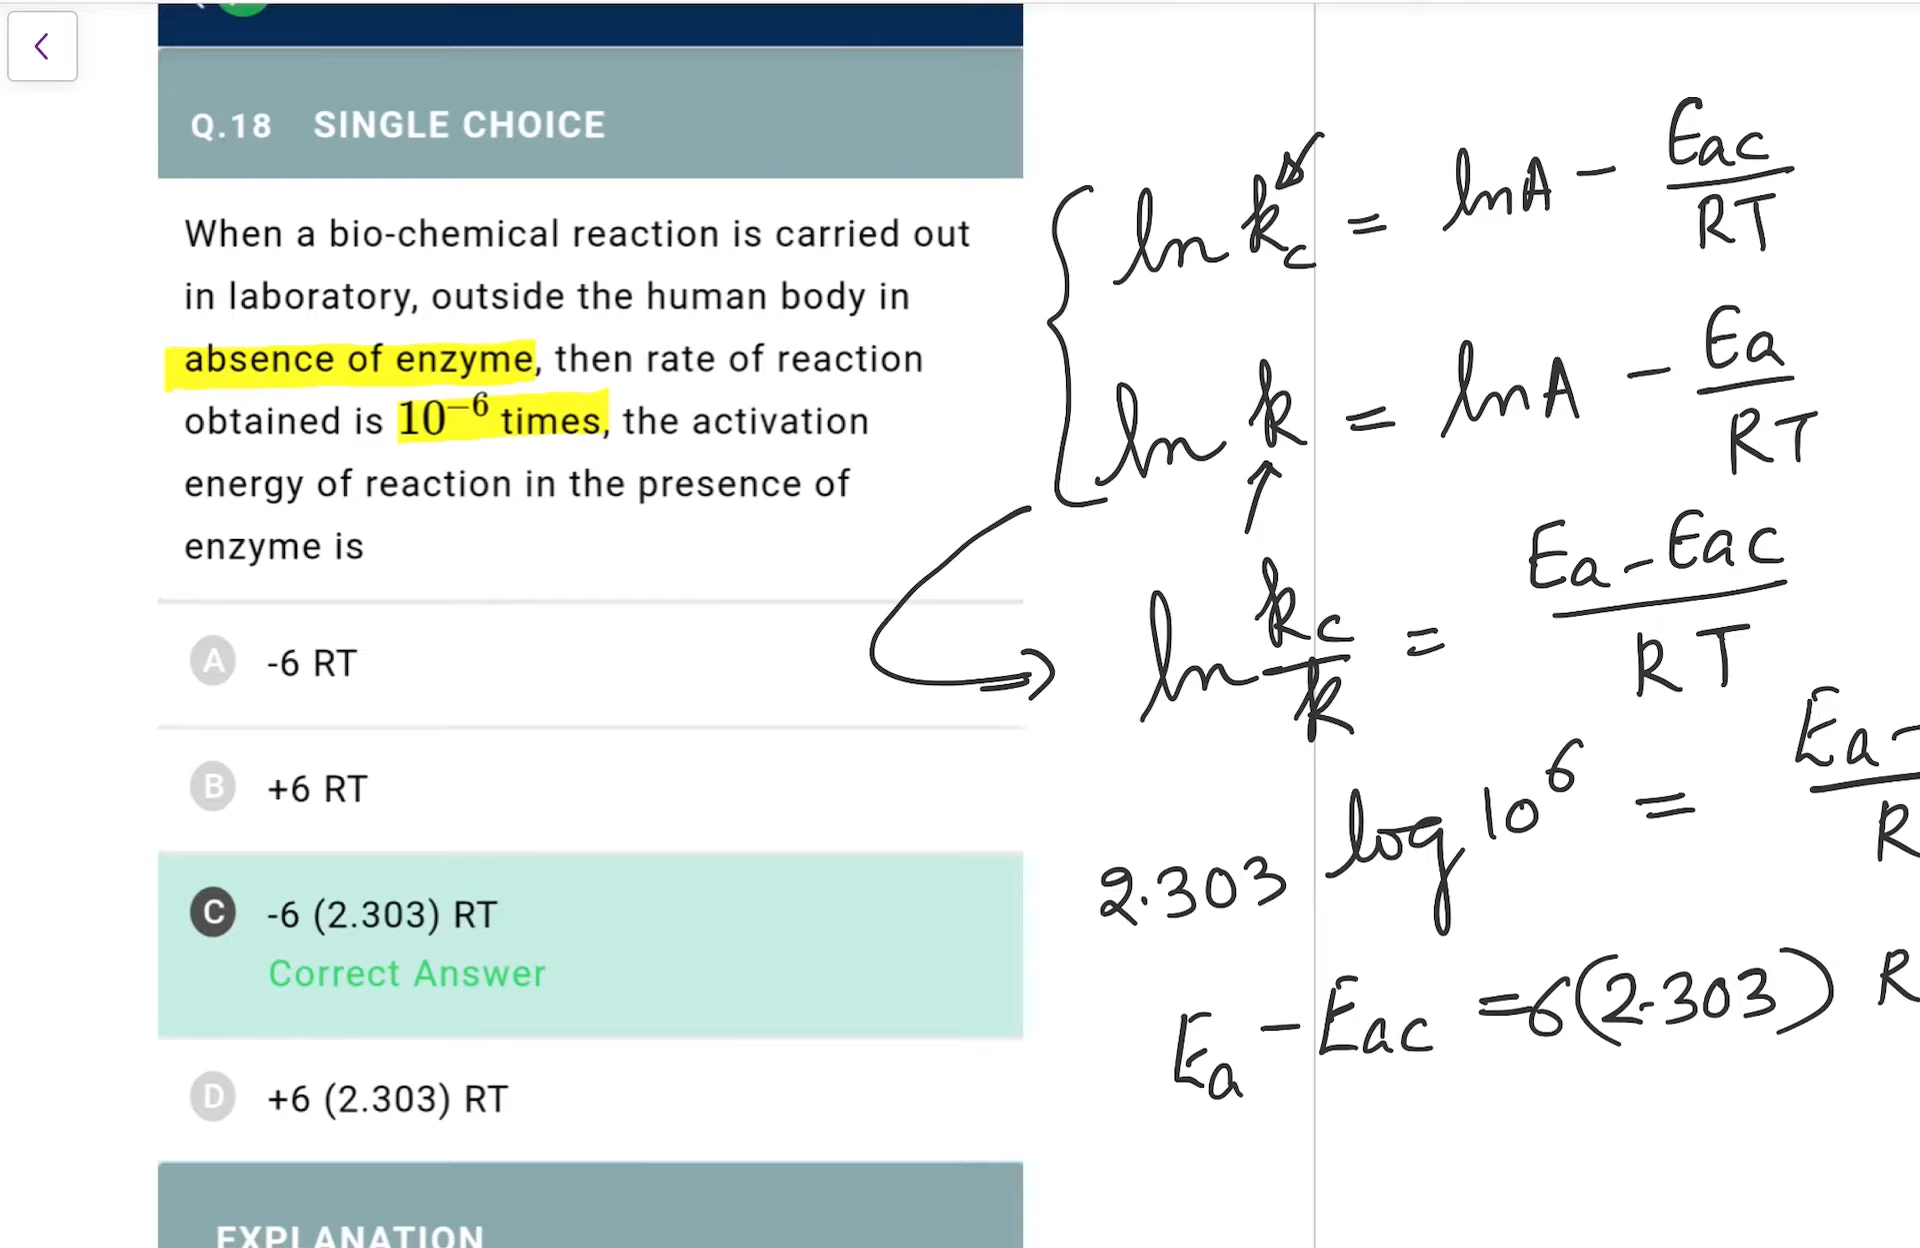 Q.18 SINGLE CHOICE
When a bio-chemical reaction is carried out
in laboratory, outside the human body in
absence of enzyme, then rate of reaction
obtained is 10⁻⁶ times, the activation
energy of reaction in the presence of
enzyme is
A -6 RT
B +6 RT
C -6 (2.303) RT
Correct Answer
D +6 (2.303) RT
EXPLANATION
ln kc = lnA - Eac/RT
ln k = lnA - Ea/RT
ln kc/k = Ea - Eac/RT
2.303 log 10⁶ = Ea - / R
Ea - Eac = 6(2.303) R